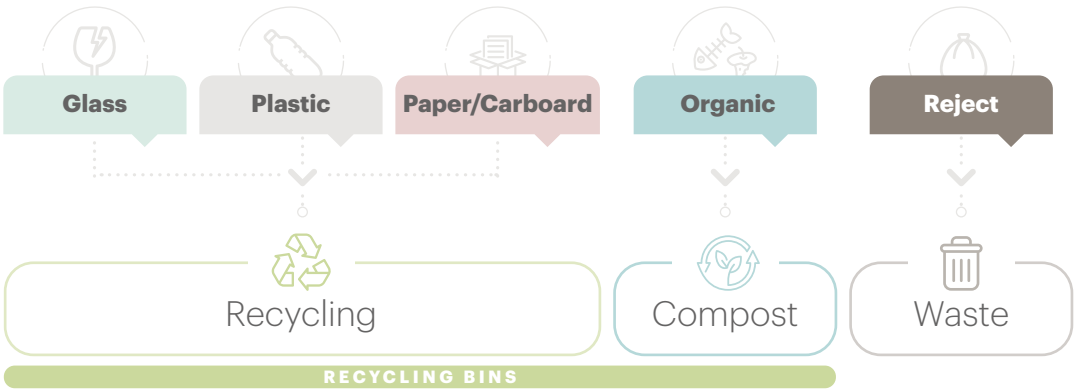 Glass
Plastic
Paper/Carboard
Organic
Reject
Recycling
Compost
Waste
RECYCLING BINS